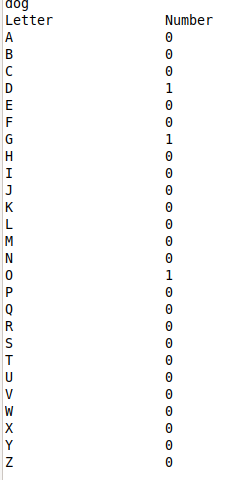 dog
Letter Number
A 0
B 0
C 0
D 1
E 0
F 0
G 1
H 0
I 0
J 0
K 0
L 0
M 0
N 0
O 1
P 0
Q 0
R 0
S 0
T 0
U 0
V 0
W 0
X 0
Y 0
Z 0